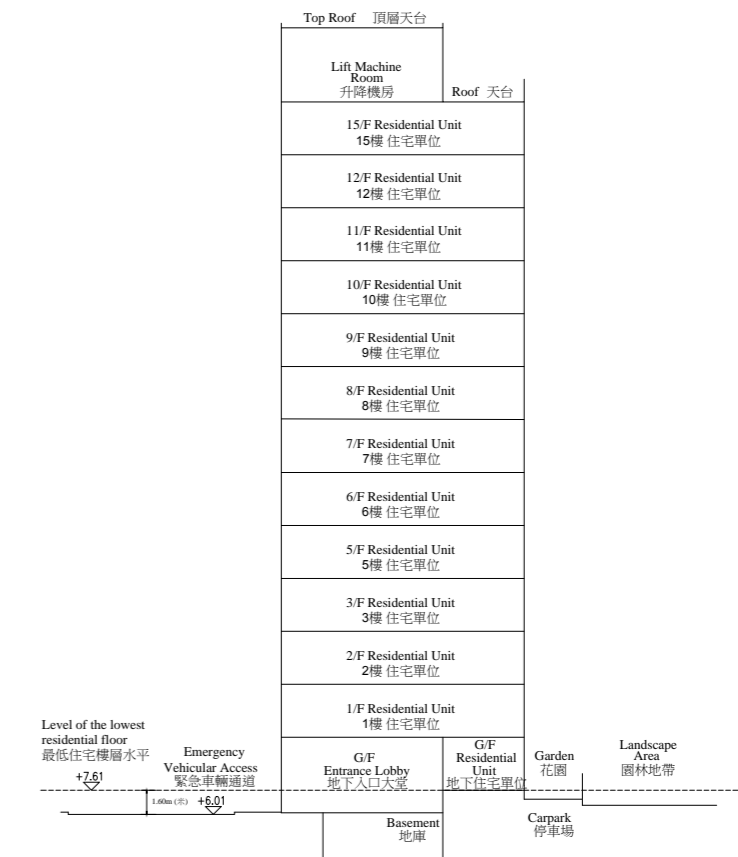 Top Roof 頂層天台
Lift Machine
Room
升降機房
Roof 天台
15/F Residential Unit
15樓 住宅單位
12/F Residential Unit
12樓 住宅單位
11/F Residential Unit
11樓 住宅單位
10/F Residential Unit
10樓 住宅單位
9/F Residential Unit
9樓 住宅單位
8/F Residential Unit
8樓 住宅單位
7/F Residential Unit
7樓 住宅單位
6/F Residential Unit
6樓 住宅單位
5/F Residential Unit
5樓 住宅單位
3/F Residential Unit
3樓 住宅單位
2/F Residential Unit
2樓 住宅單位
1/F Residential Unit
1樓 住宅單位
Level of the lowest
residential floor
最低住宅樓層水平
+7.61
Emergency
Vehicular Access
緊急車輛通道
1.60m (米)
+6.01
G/F
Entrance Lobby
地下入口大堂
G/F
Residential
Unit
地下住宅單位
Garden
花園
Landscape
Area
園林地帶
Basement
地庫
Carpark
停車場